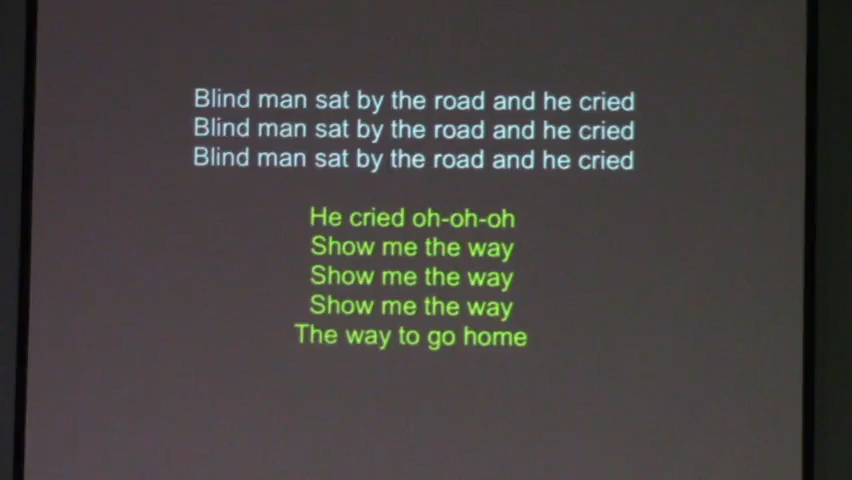 Blind man sat by the road and he cried
Blind man sat by the road and he cried
Blind man sat by the road and he cried
He cried oh-oh-oh
Show me the way
Show me the way
Show me the way
The way to go home